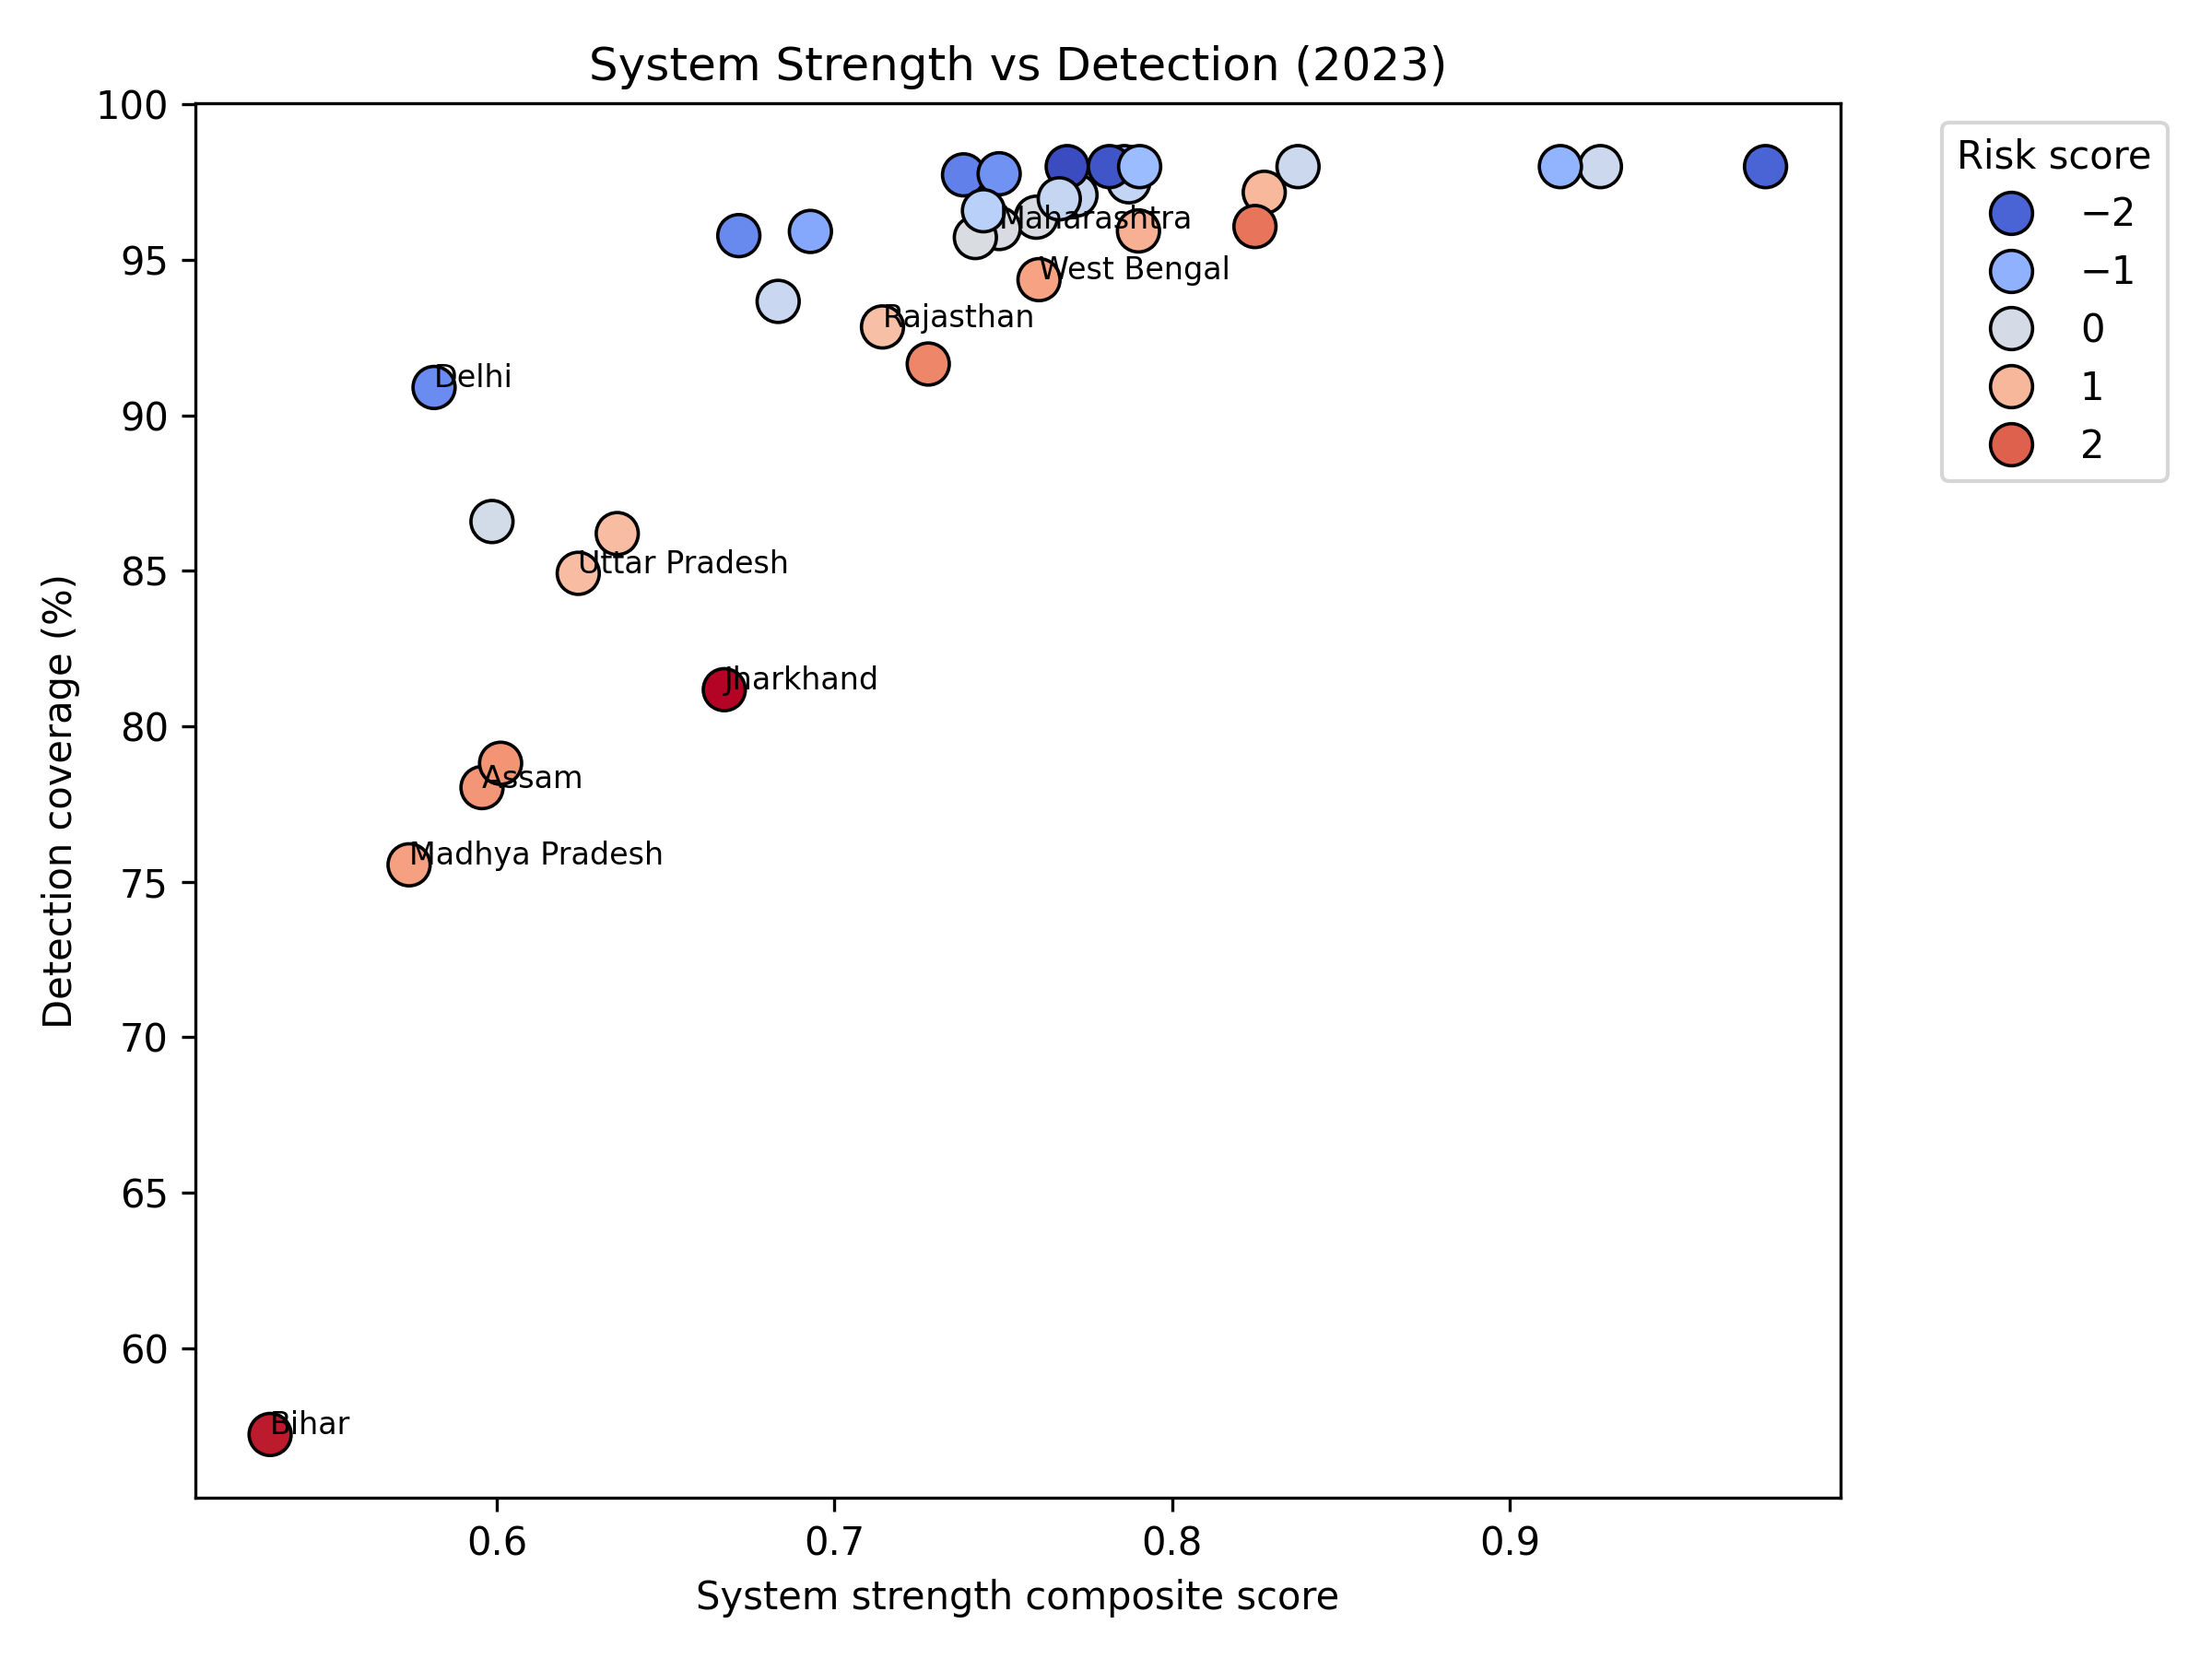 System Strength vs Detection (2023)
100
95
90
85
80
75
70
65
60
Detection coverage (%)
Maharashtra
West Bengal
Rajasthan
Delhi
Uttar Pradesh
Jharkhand
Assam
Madhya Pradesh
Bihar
0.6
0.7
0.8
0.9
System strength composite score
Risk score
−2
−1
0
1
2